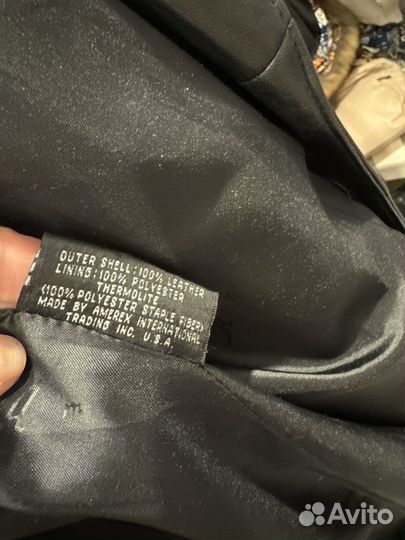 OUTER SHELL: 100% LEATHER
LINING: 100% POLYESTER
THERMOLITE
(100% POLYESTER STAPLE FIBER)
MADE BY AMEREX INTERNATIONAL
TRADING INC. U.S.A.
Avito